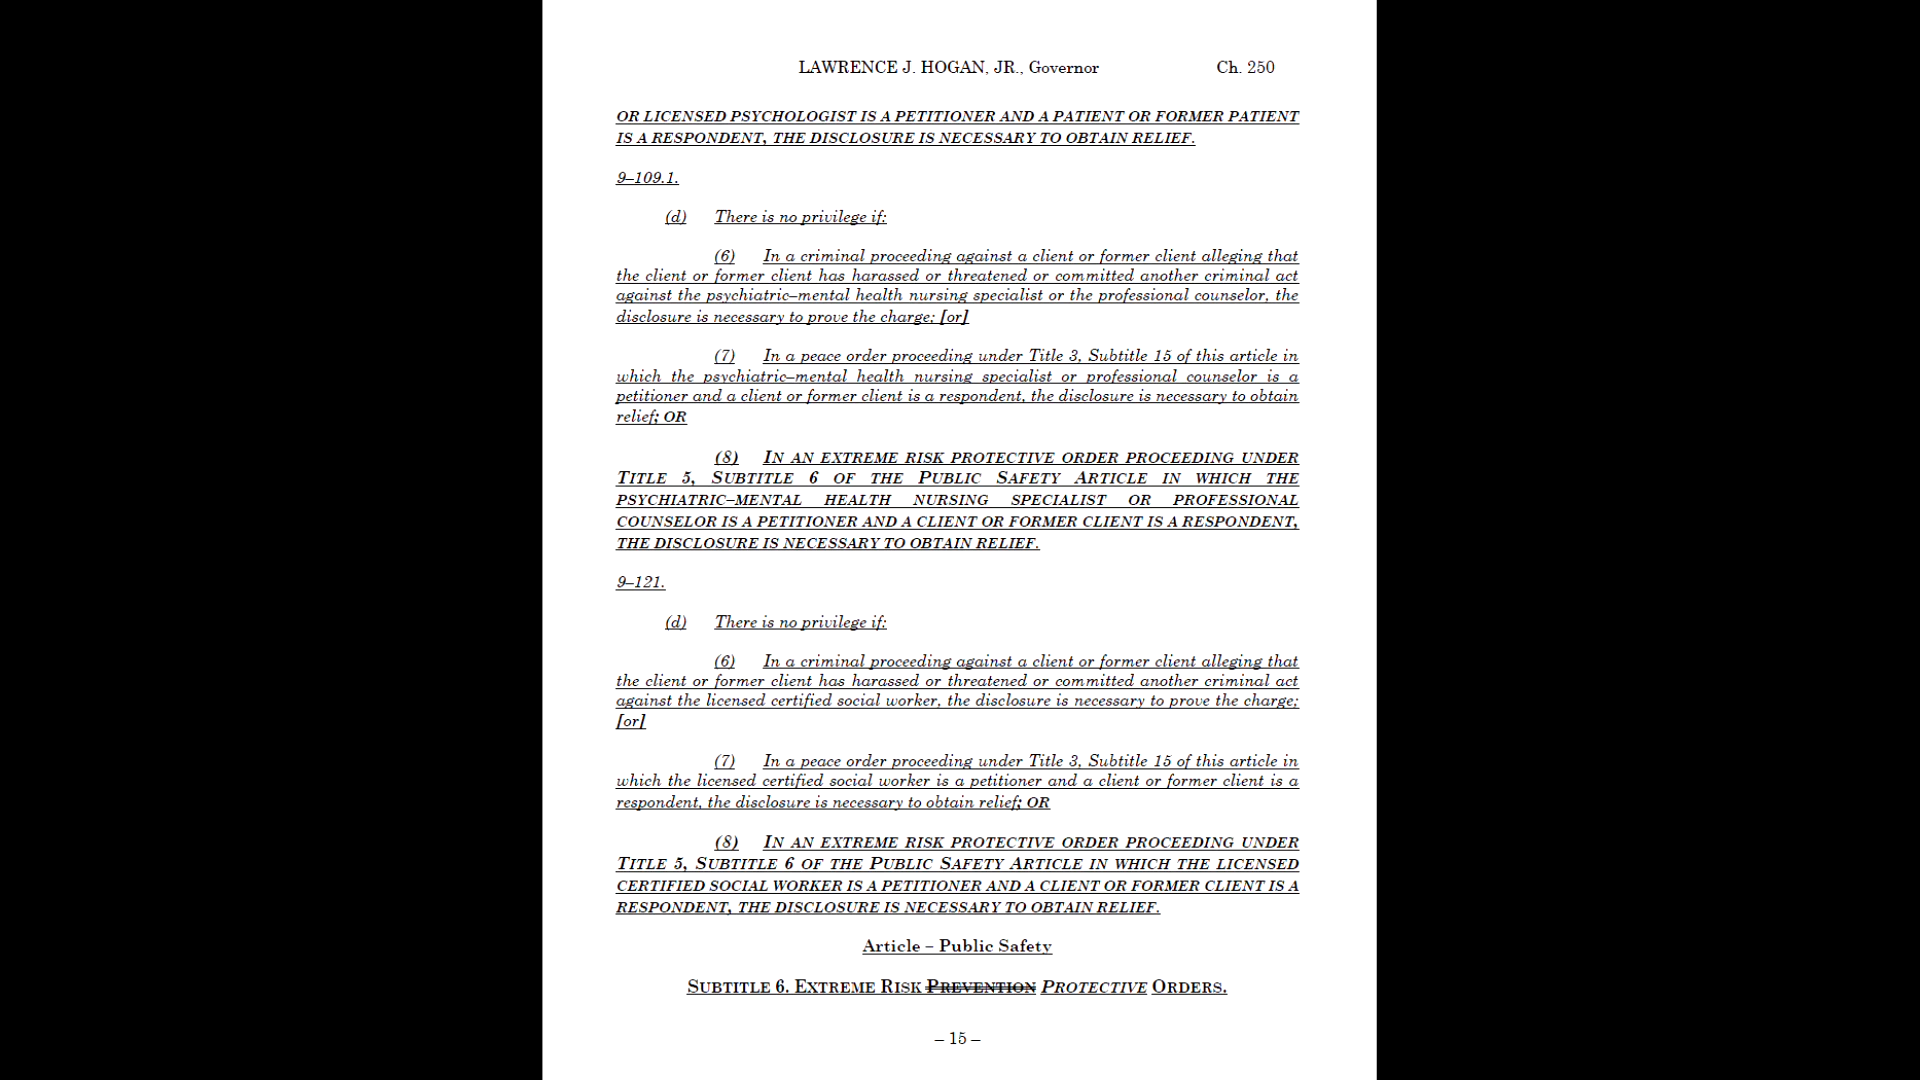 LAWRENCE J. HOGAN, JR., Governor Ch. 250
OR LICENSED PSYCHOLOGIST IS A PETITIONER AND A PATIENT OR FORMER PATIENT
IS A RESPONDENT, THE DISCLOSURE IS NECESSARY TO OBTAIN RELIEF.
9–109.1.
(d) There is no privilege if:
(6) In a criminal proceeding against a client or former client alleging that
the client or former client has harassed or threatened or committed another criminal act
against the psychiatric–mental health nursing specialist or the professional counselor, the
disclosure is necessary to prove the charge; [or]
(7) In a peace order proceeding under Title 3, Subtitle 15 of this article in
which the psychiatric–mental health nursing specialist or professional counselor is a
petitioner and a client or former client is a respondent, the disclosure is necessary to obtain
relief; OR
(8) IN AN EXTREME RISK PROTECTIVE ORDER PROCEEDING UNDER
TITLE 5, SUBTITLE 6 OF THE PUBLIC SAFETY ARTICLE IN WHICH THE
PSYCHIATRIC–MENTAL HEALTH NURSING SPECIALIST OR PROFESSIONAL
COUNSELOR IS A PETITIONER AND A CLIENT OR FORMER CLIENT IS A RESPONDENT,
THE DISCLOSURE IS NECESSARY TO OBTAIN RELIEF.
9–121.
(d) There is no privilege if:
(6) In a criminal proceeding against a client or former client alleging that
the client or former client has harassed or threatened or committed another criminal act
against the licensed certified social worker, the disclosure is necessary to prove the charge;
[or]
(7) In a peace order proceeding under Title 3, Subtitle 15 of this article in
which the licensed certified social worker is a petitioner and a client or former client is a
respondent, the disclosure is necessary to obtain relief; OR
(8) IN AN EXTREME RISK PROTECTIVE ORDER PROCEEDING UNDER
TITLE 5, SUBTITLE 6 OF THE PUBLIC SAFETY ARTICLE IN WHICH THE LICENSED
CERTIFIED SOCIAL WORKER IS A PETITIONER AND A CLIENT OR FORMER CLIENT IS A
RESPONDENT, THE DISCLOSURE IS NECESSARY TO OBTAIN RELIEF.
Article – Public Safety
SUBTITLE 6. EXTREME RISK PREVENTION PROTECTIVE ORDERS.
– 15 –